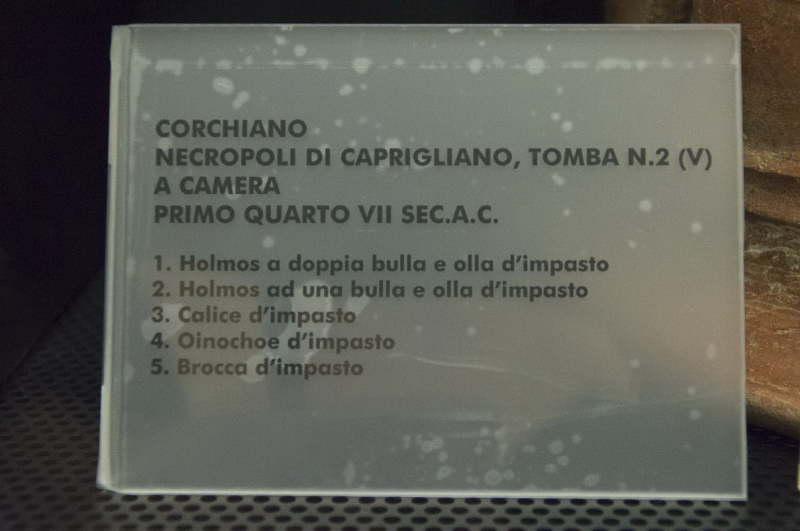 CORCHIANO
NECROPOLI DI CAPRIGLIANO, TOMBA N.2 (V)
A CAMERA
PRIMO QUARTO VII SEC.A.C.
1. Holmos a doppia bulla e olla d'impasto
2. Holmos ad una bulla e olla d'impasto
3. Calice d'impasto
4. Oinochoe d'impasto
5. Brocca d'impasto